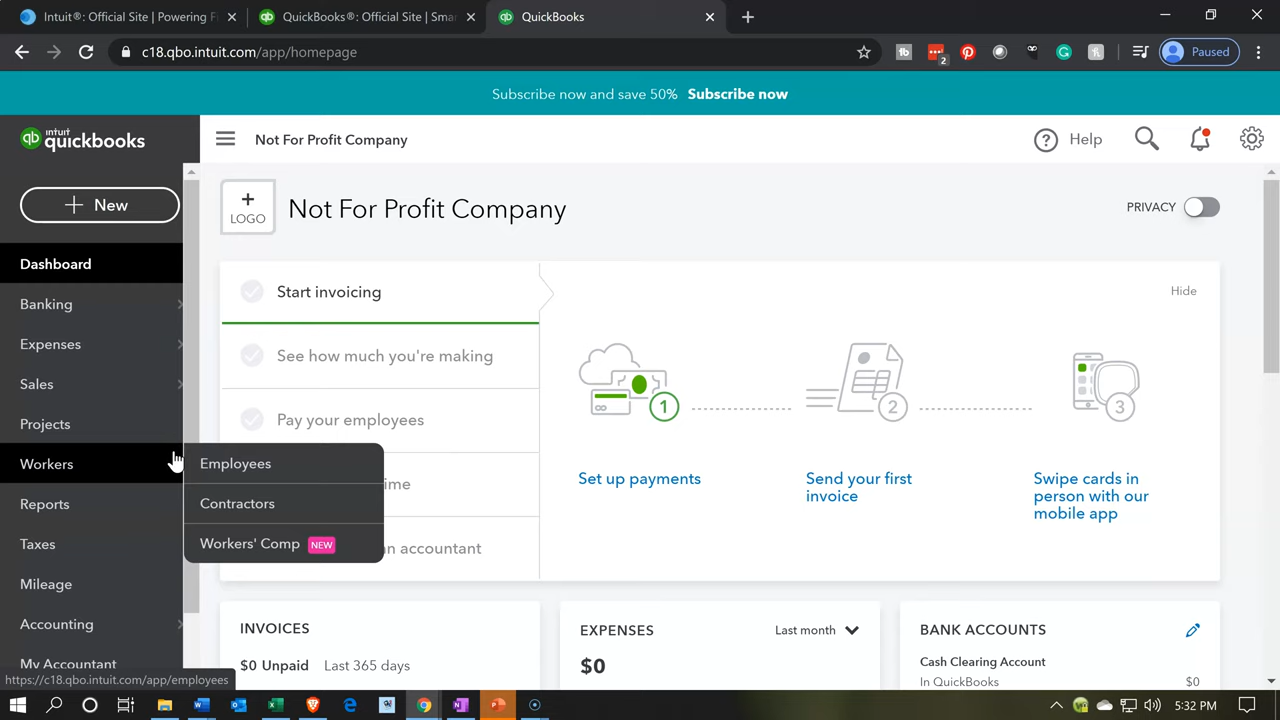 Intuit®: Official Site | Powering F
QuickBooks®: Official Site | Smar
QuickBooks
c18.qbo.intuit.com/app/homepage
2
Paused
Subscribe now and save 50% Subscribe now
intuit
quickbooks
Not For Profit Company
Help
+ New
+
LOGO
Not For Profit Company
PRIVACY
Dashboard
Banking
Expenses
Sales
Projects
Workers
Reports
Taxes
Mileage
Accounting
My Accountant
Employees
Contractors
Workers' Comp NEW
Start invoicing
See how much you're making
Pay your employees
ime
n accountant
Hide
1
2
3
Set up payments
Send your first
invoice
Swipe cards in
person with our
mobile app
INVOICES
$0 Unpaid Last 365 days
EXPENSES
Last month
$0
BANK ACCOUNTS
Cash Clearing Account
In QuickBooks
$0
https://c18.qbo.intuit.com/app/employees
5:32 PM